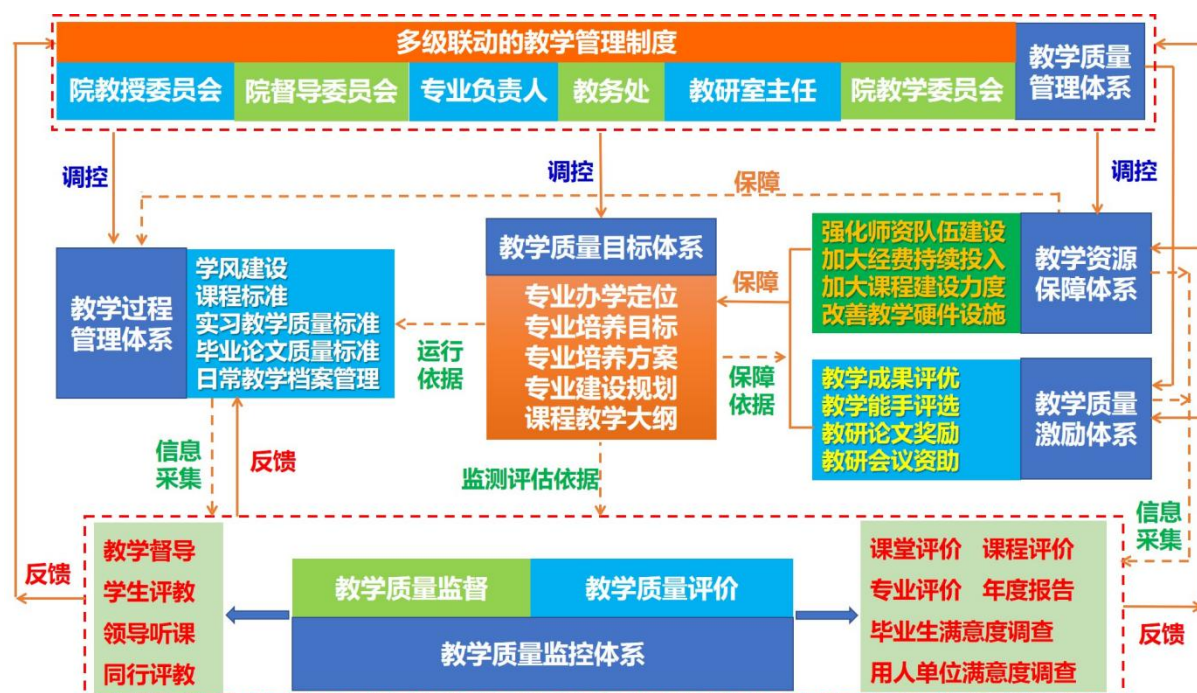 多级联动的教学管理制度
教学质量
管理体系
院教授委员会
院督导委员会
专业负责人
教务处
教研室主任
院教学委员会
调控
调控
调控
保障
教学过程
管理体系
学风建设
课程标准
实习教学质量标准
毕业论文质量标准
日常教学档案管理
运行
依据
教学质量目标体系
专业办学定位
专业培养目标
专业培养方案
专业建设规划
课程教学大纲
保障
保障
依据
强化师资队伍建设
加大经费持续投入
加大课程建设力度
改善教学硬件设施
教学资源
保障体系
教学成果评优
教学能手评选
教研论文奖励
教研会议资助
教学质量
激励体系
信息
采集
反馈
监测评估依据
信息
采集
反馈
教学督导
学生评教
领导听课
同行评教
教学质量监督
教学质量评价
教学质量监控体系
课堂评价 课程评价
专业评价 年度报告
毕业生满意度调查
用人单位满意度调查
反馈